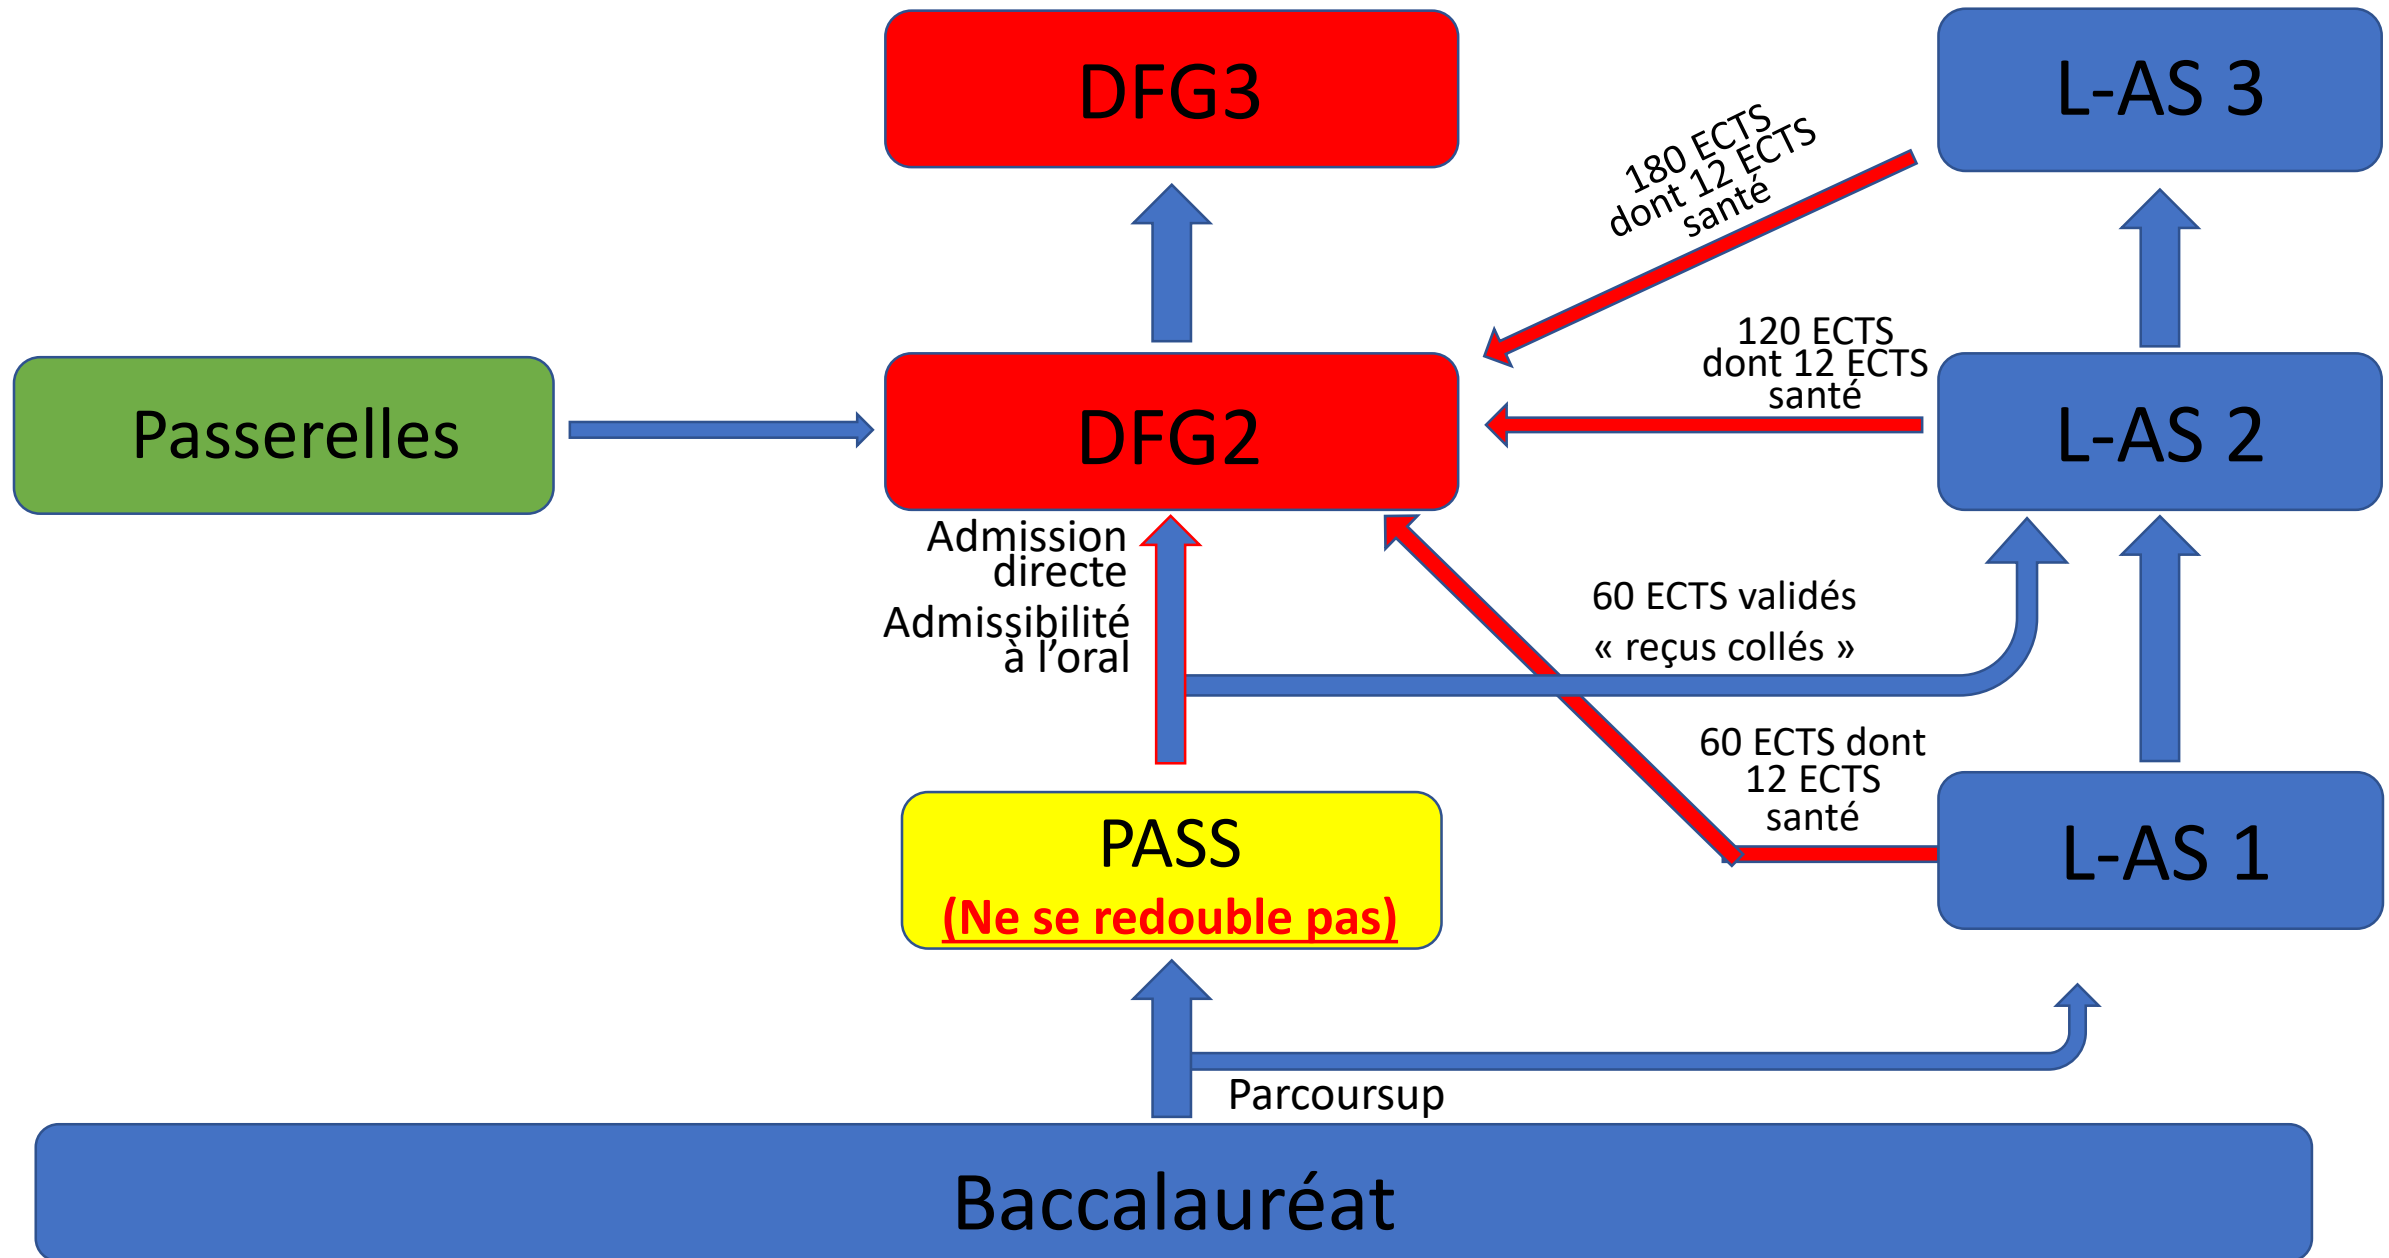 DFG3
L-AS 3
180 ECTS
dont 12 ECTS
santé
120 ECTS
dont 12 ECTS
santé
Passerelles
DFG2
L-AS 2
Admission
directe
Admissibilité
à l’oral
60 ECTS validés
« reçus collés »
60 ECTS dont
12 ECTS
santé
PASS
(Ne se redouble pas)
L-AS 1
Parcoursup
Baccalauréat